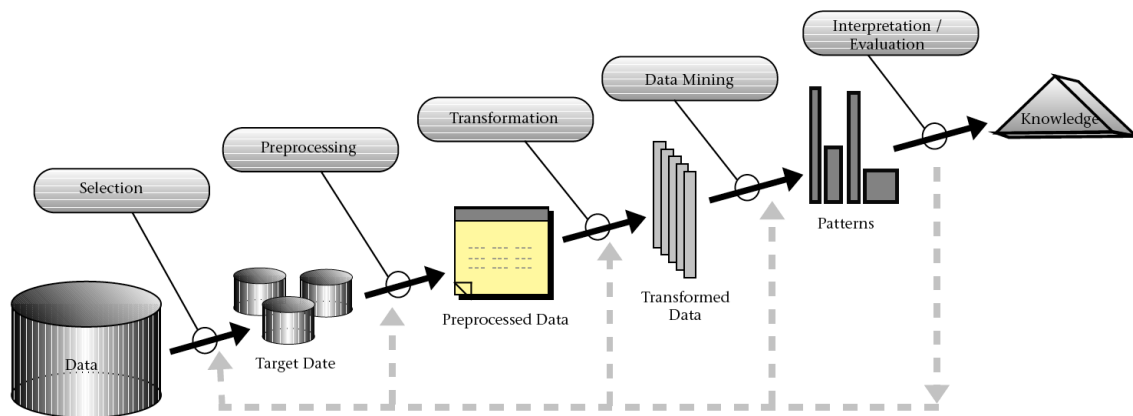 Interpretation /
Evaluation
Data Mining
Transformation
Preprocessing
Selection
Data
Target Date
Preprocessed Data
Transformed
Data
Patterns
Knowledge